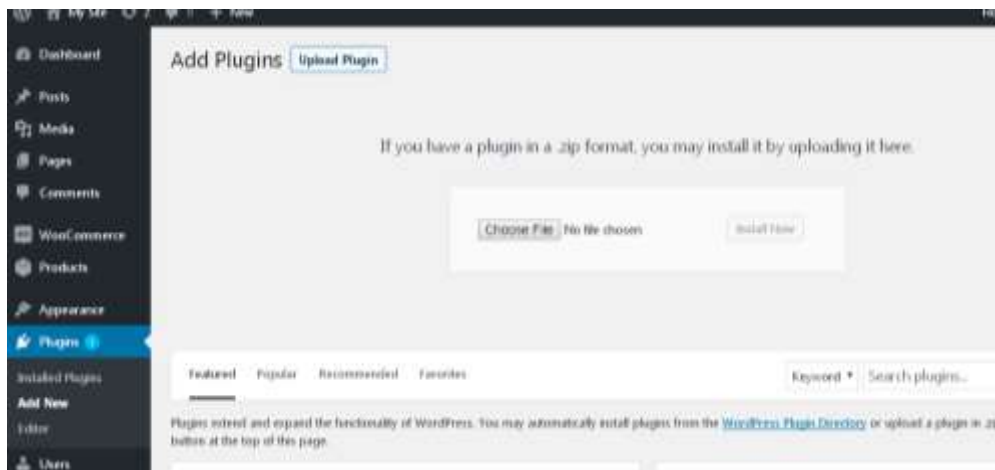 My Site 2 New
Dashboard
Posts
Media
Pages
Comments
WooCommerce
Products
Appearance
Plugins 1
Installed Plugins
Add New
Editor
Users
Add Plugins Upload Plugin
If you have a plugin in a .zip format, you may install it by uploading it here.
Choose File No file chosen Install Now
Featured Popular Recommended Favorites Keyword Search plugins...
Plugins extend and expand the functionality of WordPress. You may automatically install plugins from the WordPress Plugin Directory or upload a plugin in
button at the top of this page.